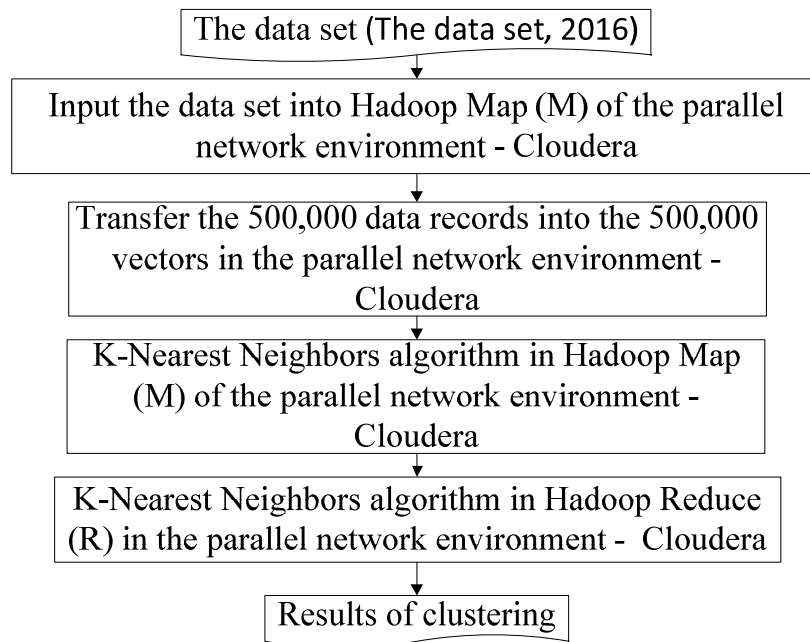 The data set (The data set, 2016)
Input the data set into Hadoop Map (M) of the parallel
network environment - Cloudera
Transfer the 500,000 data records into the 500,000
vectors in the parallel network environment -
Cloudera
K-Nearest Neighbors algorithm in Hadoop Map
(M) of the parallel network environment -
Cloudera
K-Nearest Neighbors algorithm in Hadoop Reduce
(R) in the parallel network environment - Cloudera
Results of clustering